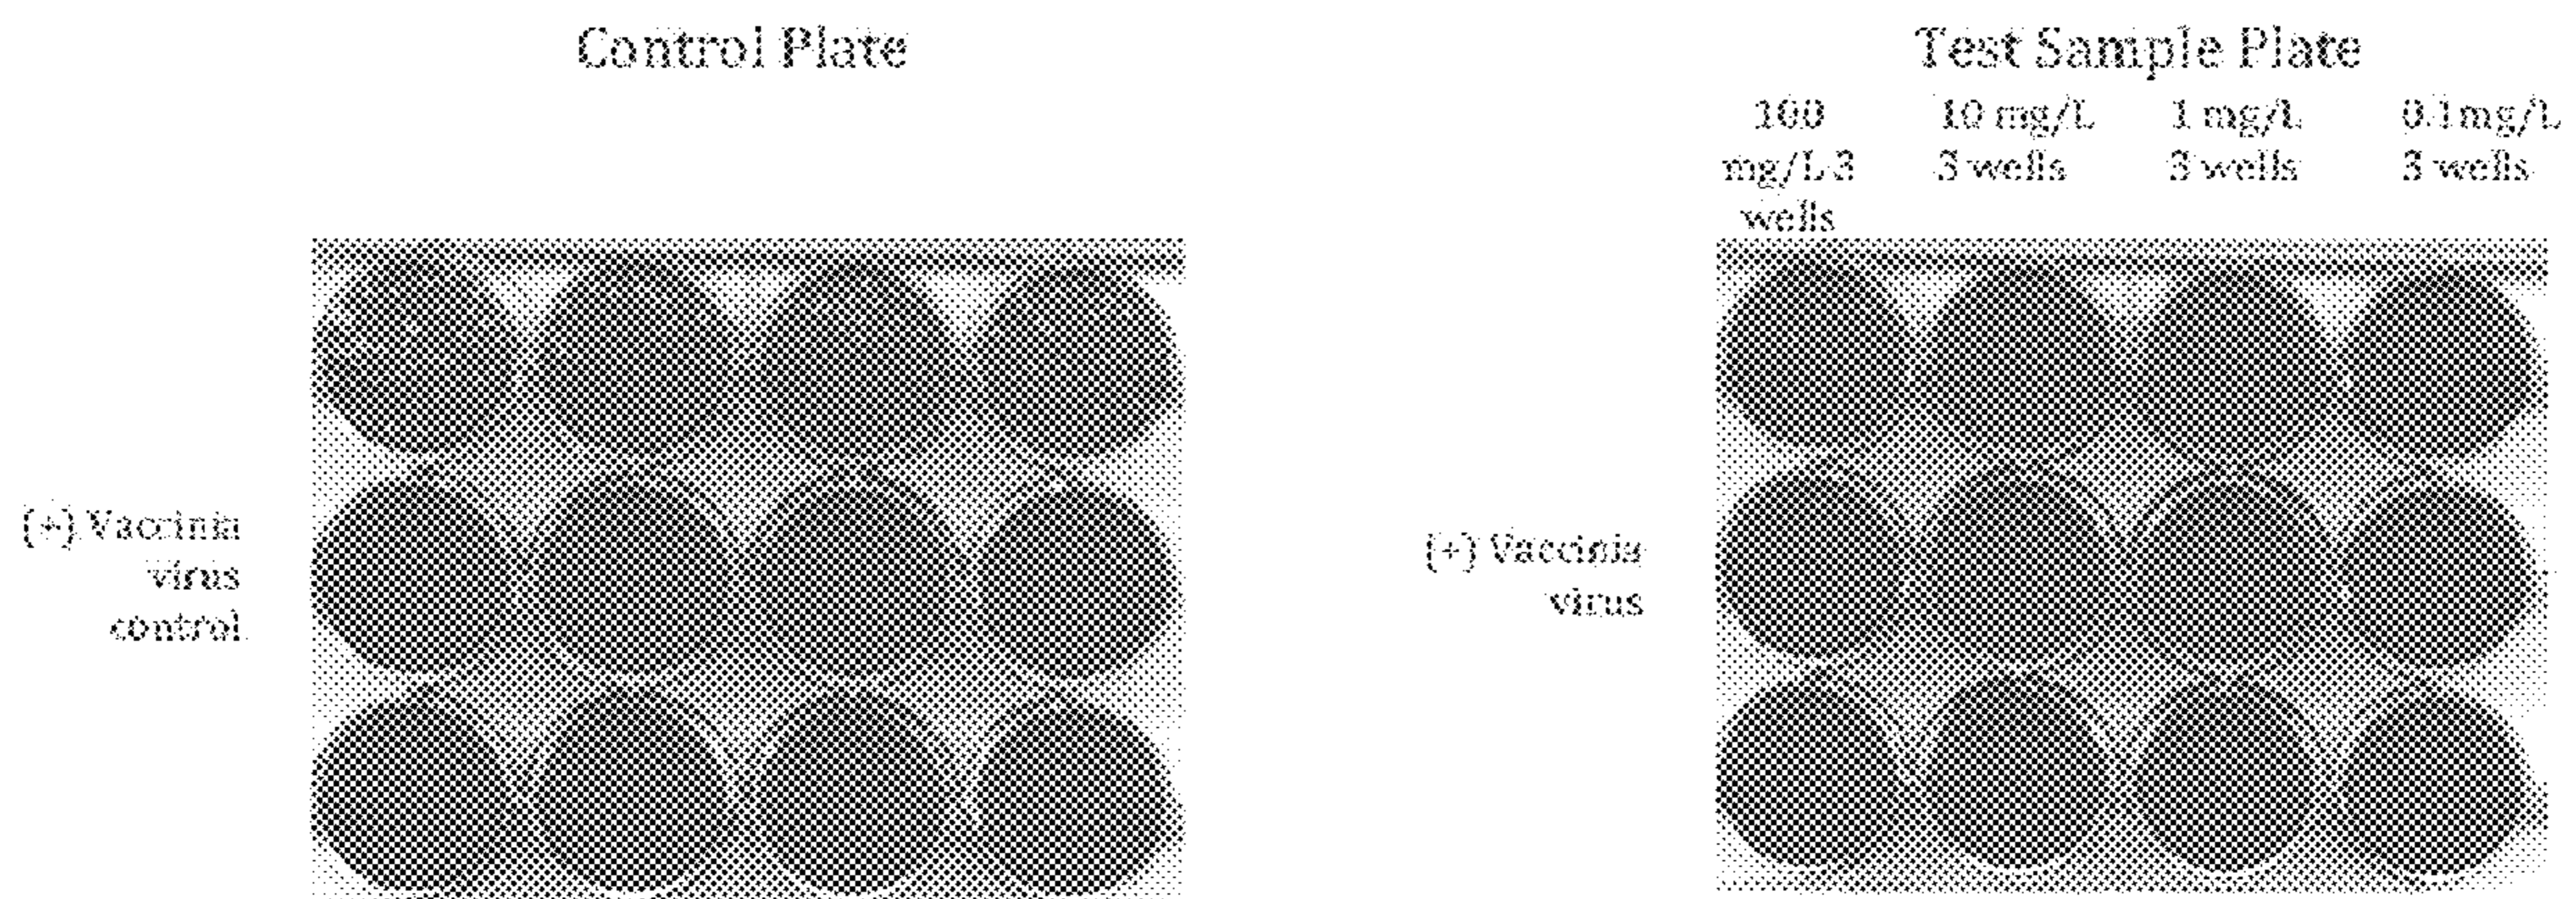 Control Plate
Test Sample Plate
100
mg/L 3
wells
10 mg/L
3 wells
1 mg/L
3 wells
0.1mg/L
3 wells
(+) Vaccinia
virus
control
(+) Vaccinia
virus